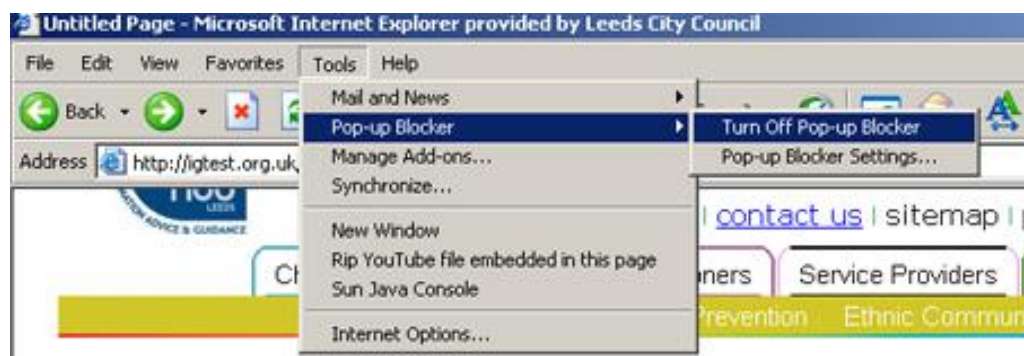 Untitled Page - Microsoft Internet Explorer provided by Leeds City Council
File Edit View Favorites Tools Help
Back
Mail and News
Pop-up Blocker
Turn Off Pop-up Blocker
Address http://igtest.org.uk
Manage Add-ons...
Pop-up Blocker Settings...
Synchronize...
LEEDS
ADVICE & GUIDANCE
contact us | sitemap |
New Window
Rip YouTube file embedded in this page
Service Providers
Sun Java Console
Ethnic
Internet Options...